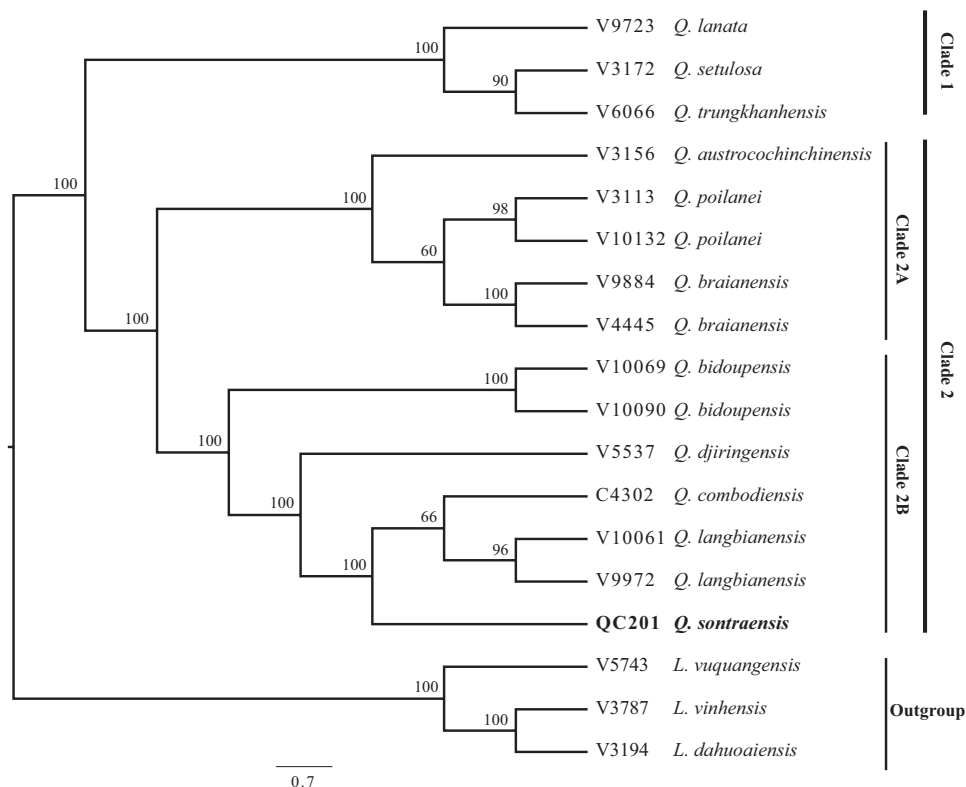 V9723 Q. lanata
V3172 Q. setulosa
V6066 Q. trungkhanhensis
V3156 Q. austrocochinchinensis
V3113 Q. poilanei
V10132 Q. poilanei
V9884 Q. braianensis
V4445 Q. braianensis
V10069 Q. bidoupensis
V10090 Q. bidoupensis
V5537 Q. djiringensis
C4302 Q. combodiensis
V10061 Q. langbianensis
V9972 Q. langbianensis
QC201 Q. sontraensis
V5743 L. vuquangensis
V3787 L. vinhensis
V3194 L. dahuoaiensis
100
90
100
100
98
60
100
100
100
100
100
66
96
100
100
100
Clade 1
Clade 2A
Clade 2
Clade 2B
Outgroup
0.7